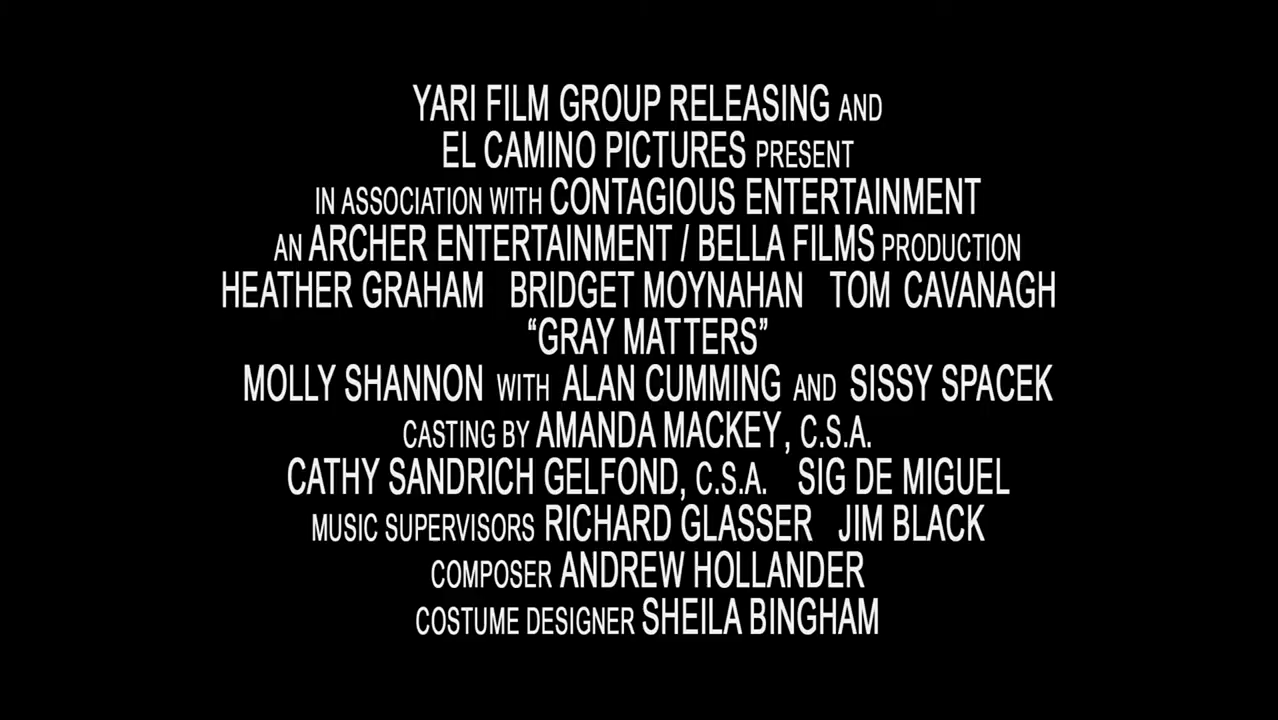 YARI FILM GROUP RELEASING AND
EL CAMINO PICTURES PRESENT
IN ASSOCIATION WITH CONTAGIOUS ENTERTAINMENT
AN ARCHER ENTERTAINMENT / BELLA FILMS PRODUCTION
HEATHER GRAHAM BRIDGET MOYNAHAN TOM CAVANAGH
“GRAY MATTERS”
MOLLY SHANNON WITH ALAN CUMMING AND SISSY SPACEK
CASTING BY AMANDA MACKEY, C.S.A.
CATHY SANDRICH GELFOND, C.S.A. SIG DE MIGUEL
MUSIC SUPERVISORS RICHARD GLASSER JIM BLACK
COMPOSER ANDREW HOLLANDER
COSTUME DESIGNER SHEILA BINGHAM